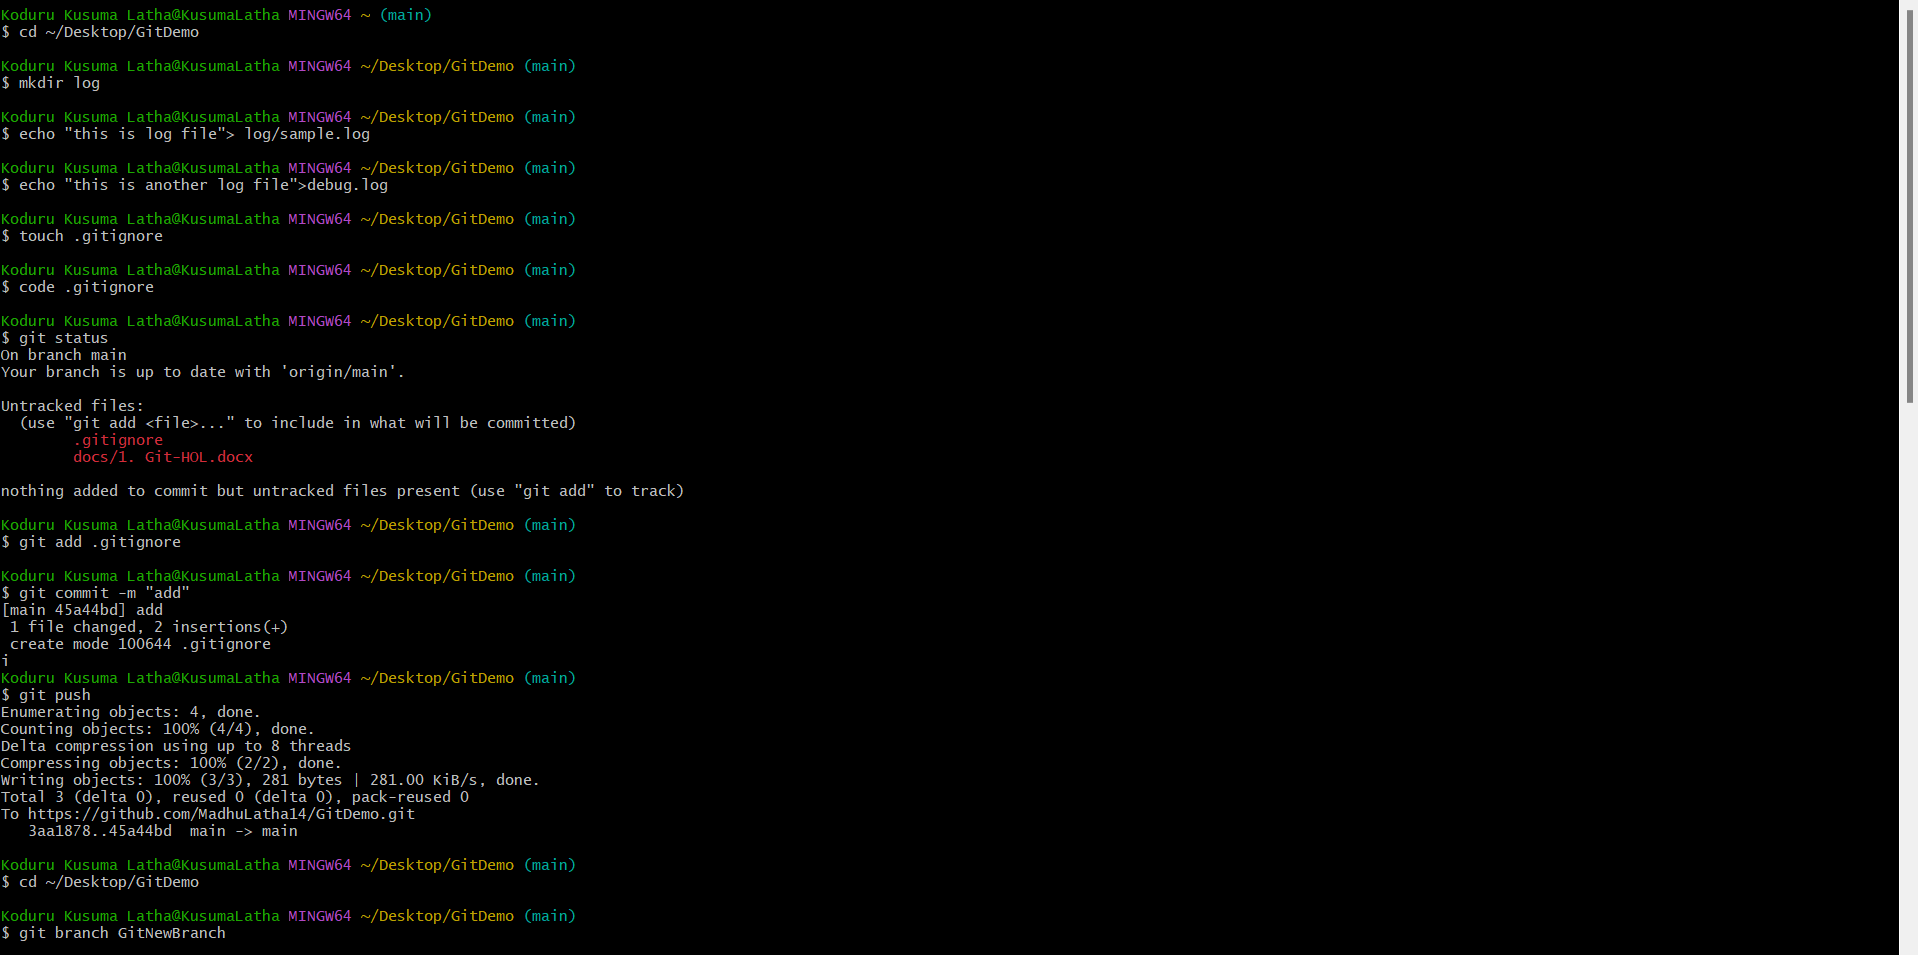 Koduru Kusuma Latha@KusumaLatha MINGW64 ~ (main)
$ cd ~/Desktop/GitDemo
Koduru Kusuma Latha@KusumaLatha MINGW64 ~/Desktop/GitDemo (main)
$ mkdir log
Koduru Kusuma Latha@KusumaLatha MINGW64 ~/Desktop/GitDemo (main)
$ echo "this is log file"> log/sample.log
Koduru Kusuma Latha@KusumaLatha MINGW64 ~/Desktop/GitDemo (main)
$ echo "this is another log file">debug.log
Koduru Kusuma Latha@KusumaLatha MINGW64 ~/Desktop/GitDemo (main)
$ touch .gitignore
Koduru Kusuma Latha@KusumaLatha MINGW64 ~/Desktop/GitDemo (main)
$ code .gitignore
Koduru Kusuma Latha@KusumaLatha MINGW64 ~/Desktop/GitDemo (main)
$ git status
On branch main
Your branch is up to date with 'origin/main'.
Untracked files:
  (use "git add <file>..." to include in what will be committed)
        .gitignore
        docs/1. Git-HOL.docx
nothing added to commit but untracked files present (use "git add" to track)
Koduru Kusuma Latha@KusumaLatha MINGW64 ~/Desktop/GitDemo (main)
$ git add .gitignore
Koduru Kusuma Latha@KusumaLatha MINGW64 ~/Desktop/GitDemo (main)
$ git commit -m "add"
[main 45a44bd] add
 1 file changed, 2 insertions(+)
 create mode 100644 .gitignore
i
Koduru Kusuma Latha@KusumaLatha MINGW64 ~/Desktop/GitDemo (main)
$ git push
Enumerating objects: 4, done.
Counting objects: 100% (4/4), done.
Delta compression using up to 8 threads
Compressing objects: 100% (2/2), done.
Writing objects: 100% (3/3), 281 bytes | 281.00 KiB/s, done.
Total 3 (delta 0), reused 0 (delta 0), pack-reused 0
To https://github.com/MadhuLatha14/GitDemo.git
   3aa1878..45a44bd  main -> main
Koduru Kusuma Latha@KusumaLatha MINGW64 ~/Desktop/GitDemo (main)
$ cd ~/Desktop/GitDemo
Koduru Kusuma Latha@KusumaLatha MINGW64 ~/Desktop/GitDemo (main)
$ git branch GitNewBranch